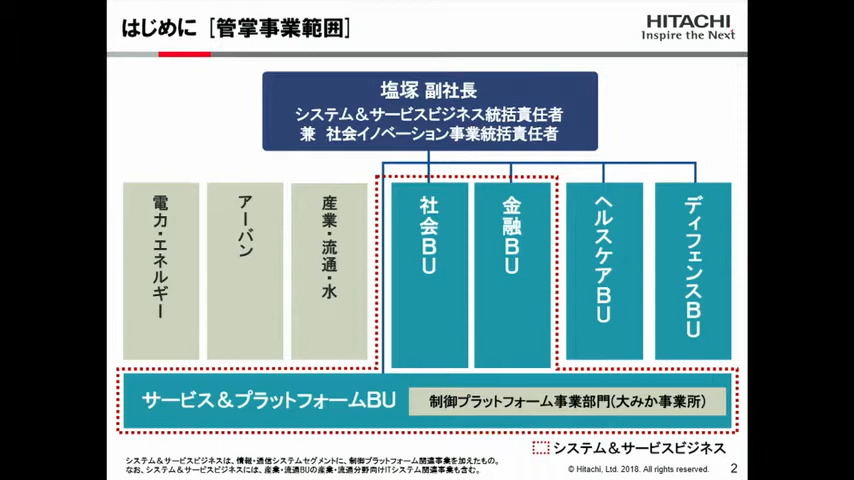 はじめに [管掌事業範囲]
HITACHI
Inspire the Next
塩塚 副社長
システム＆サービスビジネス統括責任者
兼 社会イノベーション事業統括責任者
電力・エネルギー
アーバン
産業・流通・水
社会BU
金融BU
ヘルスケアBU
ディフェンスBU
サービス＆プラットフォームBU
制御プラットフォーム事業部門(大みか事業所)
システム＆サービスビジネス
システム＆サービスビジネスは、情報・通信システムセグメントに、制御プラットフォーム関連事業を加えたもの。
なお、システム＆サービスビジネスには、産業・流通BUの産業・流通分野向けITシステム関連事業も含む。
© Hitachi, Ltd. 2018. All rights reserved.
2